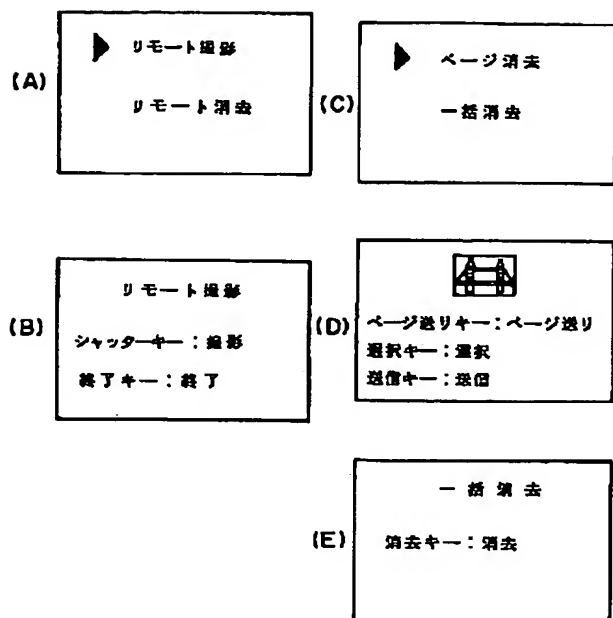 (A)
リモート撮影
リモート消去
(C)
ページ消去
一括消去
(B)
リモート撮影
シャッターキー：撮影
終了キー：終了
(D)
ページ送りキー：ページ送り
選択キー：選択
送信キー：送信
(E)
一括消去
消去キー：消去